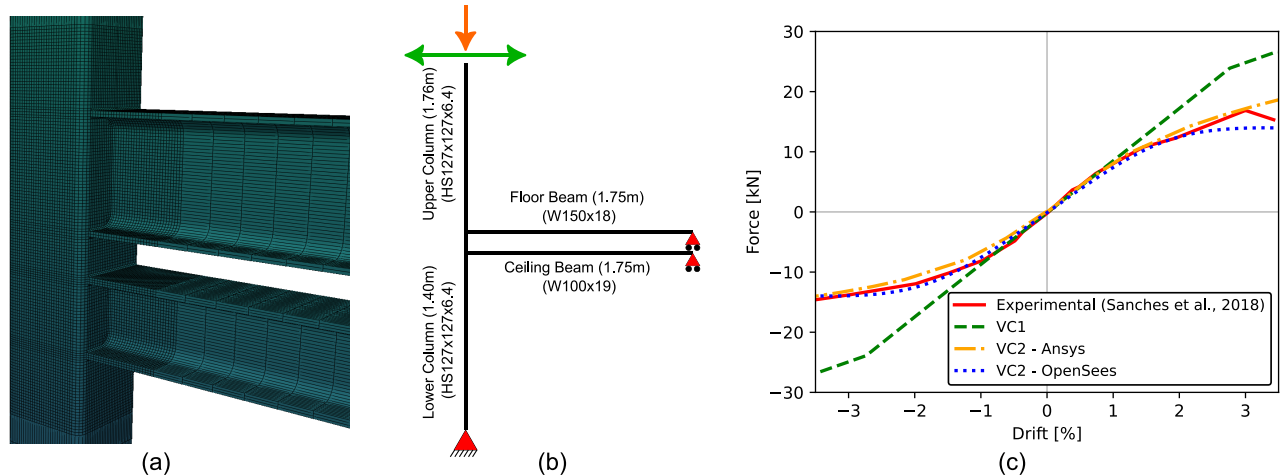 Upper Column (1.76m)
(HS127x127x6.4)
Floor Beam (1.75m)
(W150x18)
Ceiling Beam (1.75m)
(W100x19)
Lower Column (1.40m)
(HS127x127x6.4)
Force [kN]
30
20
10
0
−10
−20
−30
Experimental (Sanches et al., 2018)
VC1
VC2 - Ansys
VC2 - OpenSees
−3 −2 −1 0 1 2 3
Drift [%]
(a) (b) (c)